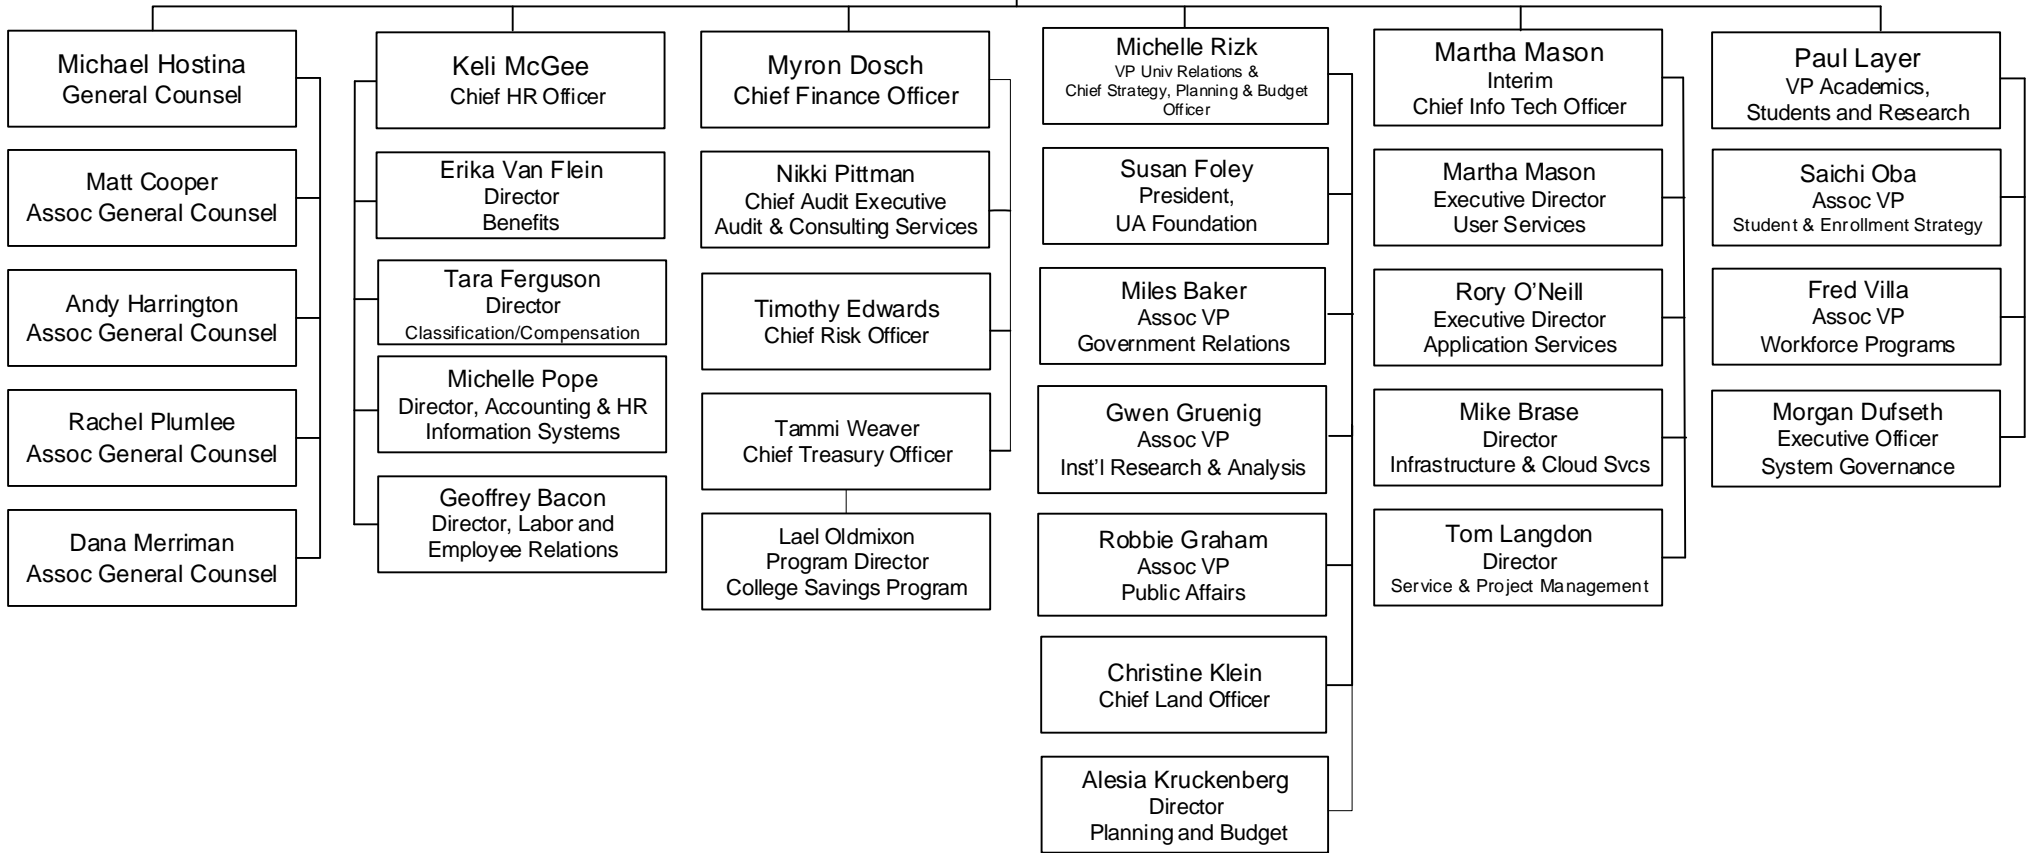 Michael Hostina
General Counsel
Matt Cooper
Assoc General Counsel
Andy Harrington
Assoc General Counsel
Rachel Plumlee
Assoc General Counsel
Dana Merriman
Assoc General Counsel
Keli McGee
Chief HR Officer
Erika Van Flein
Director
Benefits
Tara Ferguson
Director
Classification/Compensation
Michelle Pope
Director, Accounting & HR
Information Systems
Geoffrey Bacon
Director, Labor and
Employee Relations
Myron Dosch
Chief Finance Officer
Nikki Pittman
Chief Audit Executive
Audit & Consulting Services
Timothy Edwards
Chief Risk Officer
Tammi Weaver
Chief Treasury Officer
Lael Oldmixon
Program Director
College Savings Program
Michelle Rizk
VP Univ Relations &
Chief Strategy, Planning & Budget
Officer
Susan Foley
President,
UA Foundation
Miles Baker
Assoc VP
Government Relations
Gwen Gruenig
Assoc VP
Inst'l Research & Analysis
Robbie Graham
Assoc VP
Public Affairs
Christine Klein
Chief Land Officer
Alesia Kruckenberg
Director
Planning and Budget
Martha Mason
Interim
Chief Info Tech Officer
Martha Mason
Executive Director
User Services
Rory O’Neill
Executive Director
Application Services
Mike Brase
Director
Infrastructure & Cloud Svcs
Tom Langdon
Director
Service & Project Management
Paul Layer
VP Academics,
Students and Research
Saichi Oba
Assoc VP
Student & Enrollment Strategy
Fred Villa
Assoc VP
Workforce Programs
Morgan Dufseth
Executive Officer
System Governance